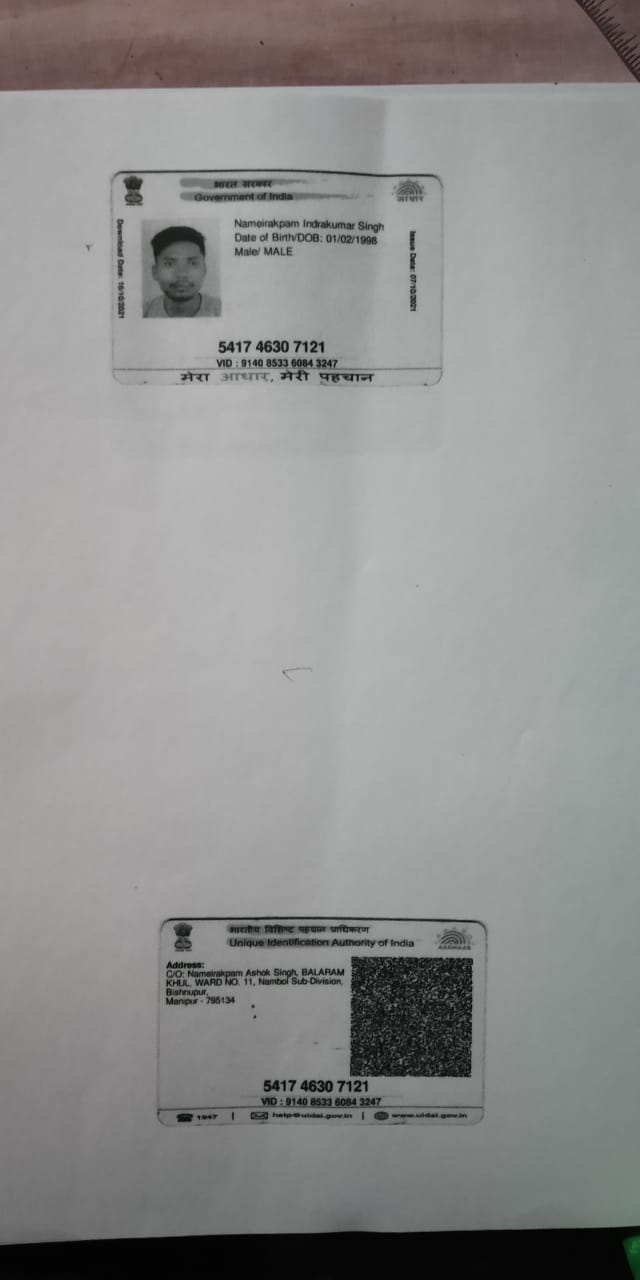 भारत सरकार
Government of India
आधार
Download Date: 16/10/2021
Nameirakpam Indrakumar Singh
Date of Birth/DOB: 01/02/1998
Male/ MALE
Issue Date: 07/10/2021
5417 4630 7121
VID : 9140 8533 6084 3247
मेरा आधार, मेरी पहचान
भारतीय विशिष्ट पहचान प्राधिकरण
Unique Identification Authority of India
AADHAAR
Address:
C/O: Nameirakpam Ashok Singh, BALARAM
KHUL, WARD NO. 11, Nambol Sub-Division,
Bishnupur,
Manipur - 795134
5417 4630 7121
VID : 9140 8533 6084 3247
1947 | help@uidai.gov.in | www.uidai.gov.in